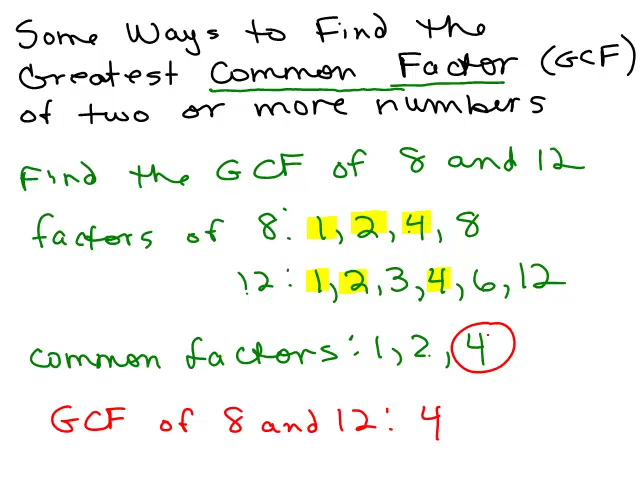 Some Ways to Find the
Greatest Common Factor (GCF)
of two or more numbers
Find the GCF of 8 and 12
factors of 8: 1, 2, 4, 8
12: 1, 2, 3, 4, 6, 12
common factors: 1, 2, 4
GCF of 8 and 12: 4